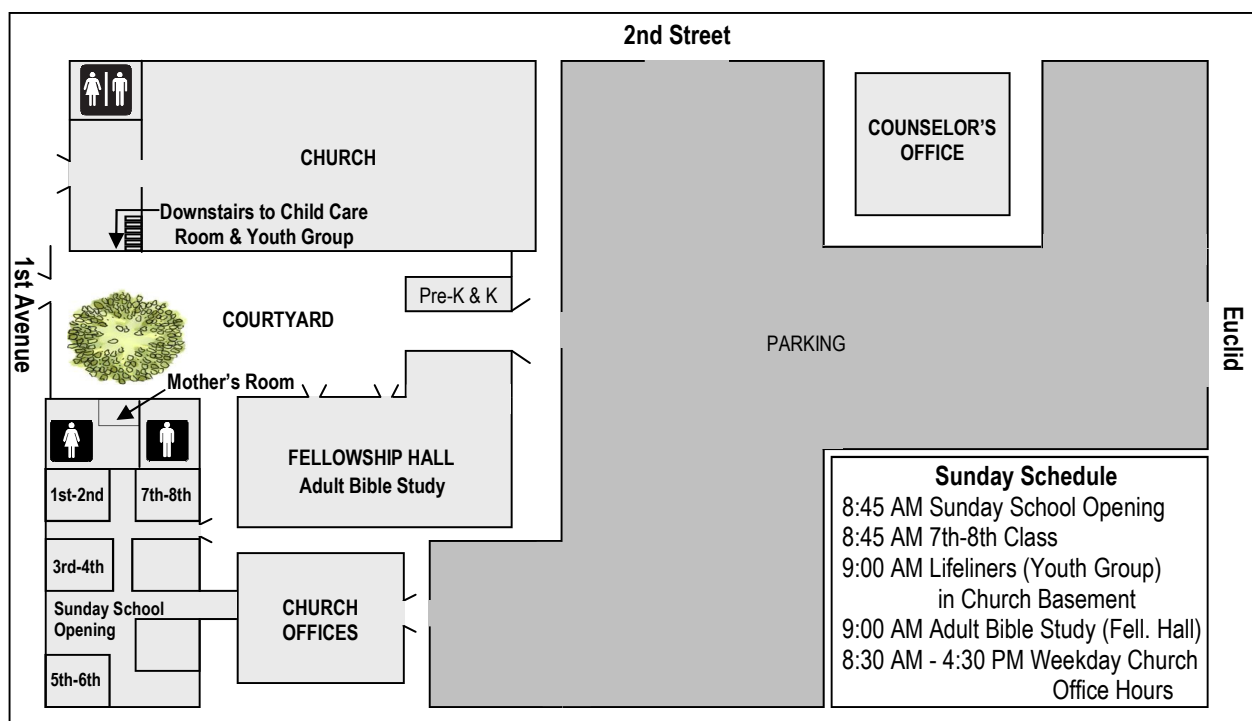 2nd Street
CHURCH
COUNSELOR'S
OFFICE
Downstairs to Child Care
Room & Youth Group
1st Avenue
Pre-K & K
COURTYARD
PARKING
Euclid
Mother's Room
FELLOWSHIP HALL
Adult Bible Study
1st-2nd
7th-8th
3rd-4th
Sunday School
Opening
5th-6th
CHURCH
OFFICES
Sunday Schedule
8:45 AM Sunday School Opening
8:45 AM 7th-8th Class
9:00 AM Lifeliners (Youth Group)
in Church Basement
9:00 AM Adult Bible Study (Fell. Hall)
8:30 AM - 4:30 PM Weekday Church
Office Hours